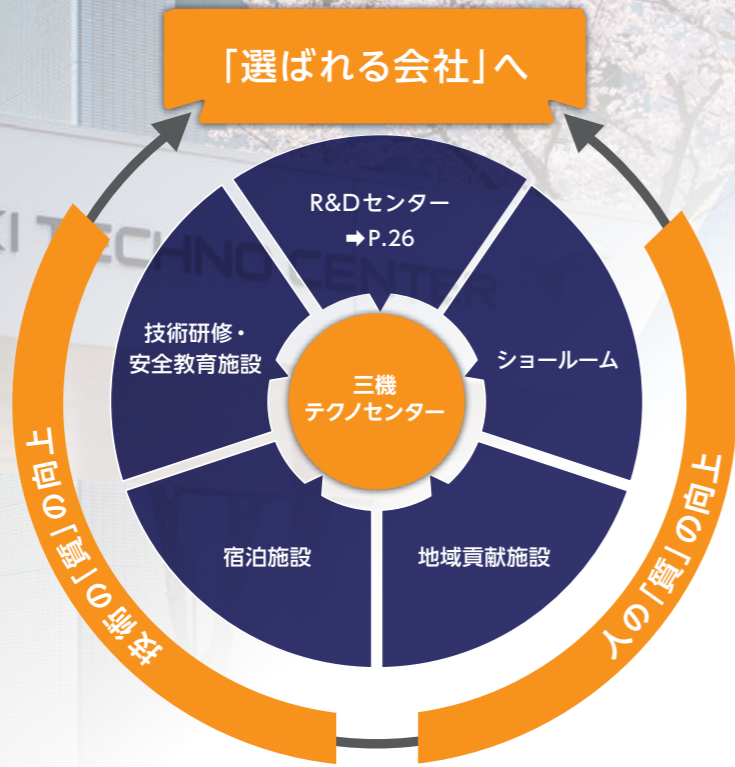 「選ばれる会社」へ
R&Dセンター
➡P.26
技術研修・
安全教育施設
ショールーム
三機
テクノセンター
宿泊施設
地域貢献施設
技術の「質」の向上
人の「質」の向上
KI TECHNO CENTER